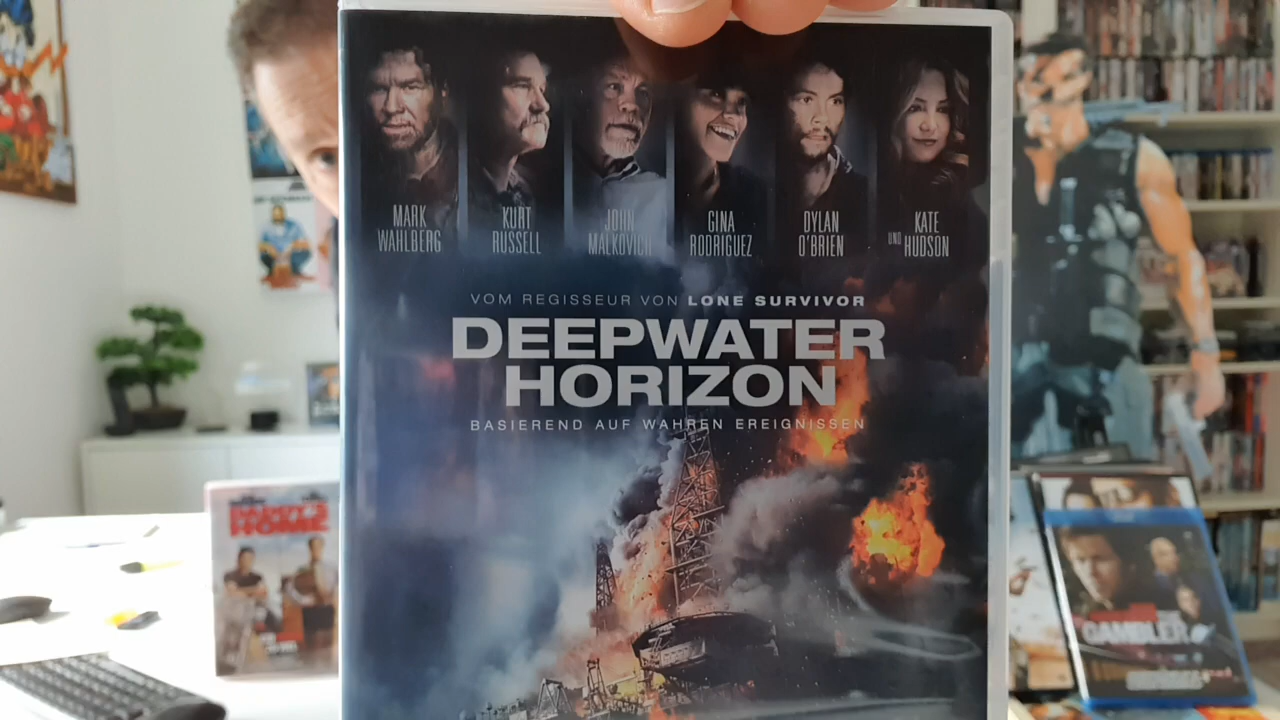 MARK
WAHLBERG
KURT
RUSSELL
JOHN
MALKOVICH
GINA
RODRIGUEZ
DYLAN
O'BRIEN
KATE
UND HUDSON
VOM REGISSEUR VON LONE SURVIVOR
DEEPWATER
HORIZON
BASIEREND AUF WAHREN EREIGNISSEN
DADDY'S
HOME
GAMBLER